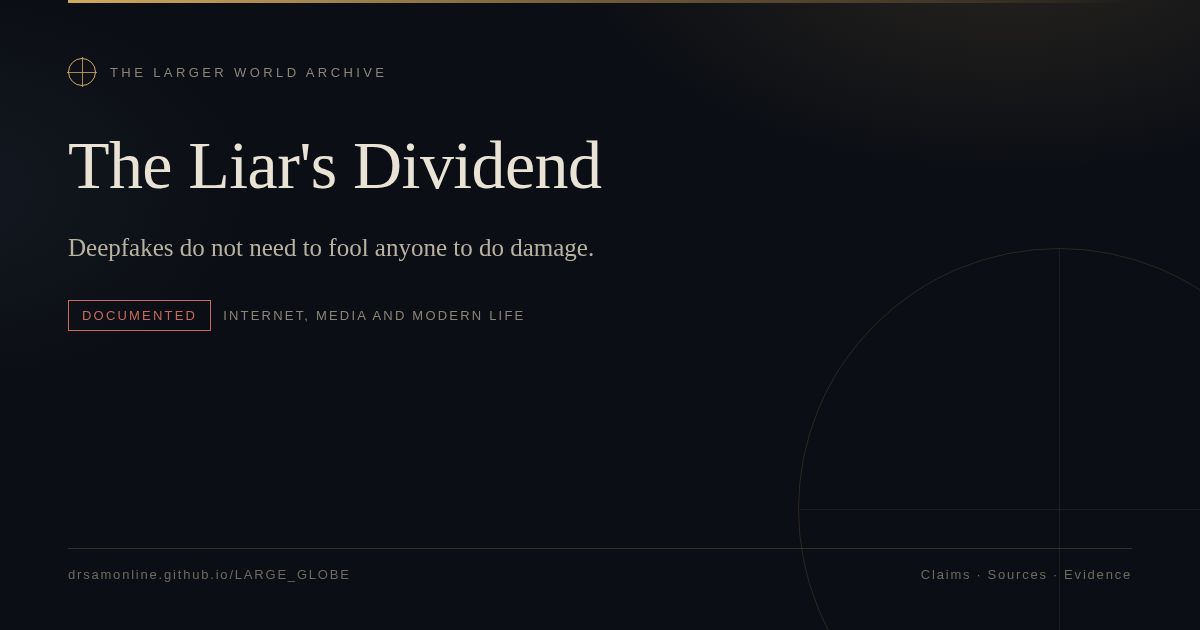 THE LARGER WORLD ARCHIVE
The Liar's Dividend
Deepfakes do not need to fool anyone to do damage.
DOCUMENTED
INTERNET, MEDIA AND MODERN LIFE
drsamonline.github.io/LARGE_GLOBE
Claims · Sources · Evidence